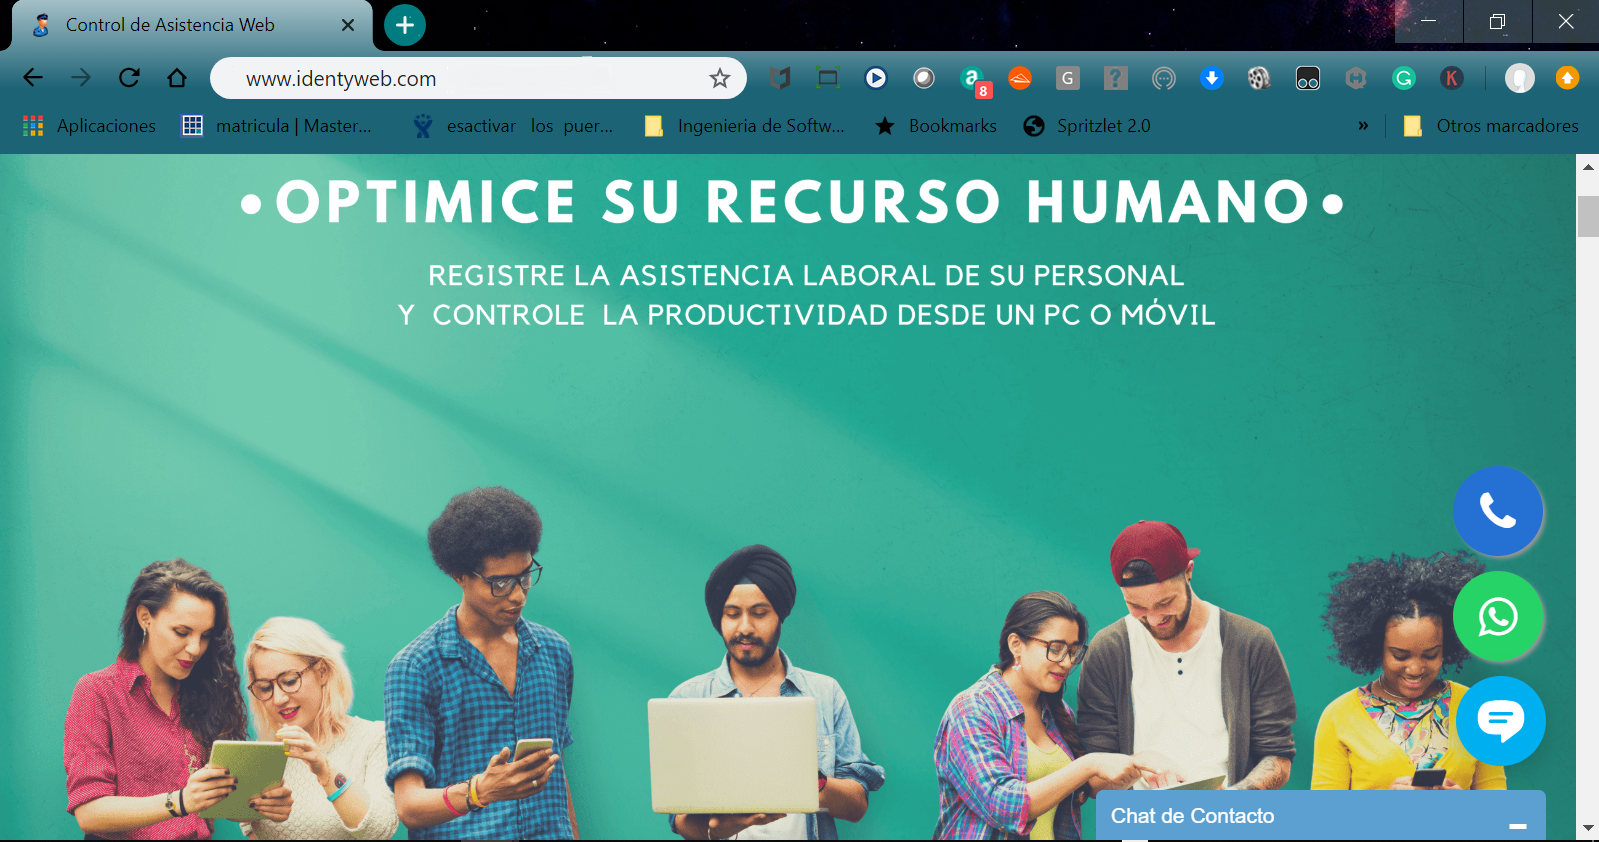 Control de Asistencia Web
www.identyweb.com
8
G
?
G
K
Aplicaciones
matricula | Master...
esactivar los puer...
Ingenieria de Softw...
Bookmarks
Spritzlet 2.0
»
Otros marcadores
•OPTIMICE SU RECURSO HUMANO•
REGISTRE LA ASISTENCIA LABORAL DE SU PERSONAL
Y CONTROLE LA PRODUCTIVIDAD DESDE UN PC O MÓVIL
Chat de Contacto